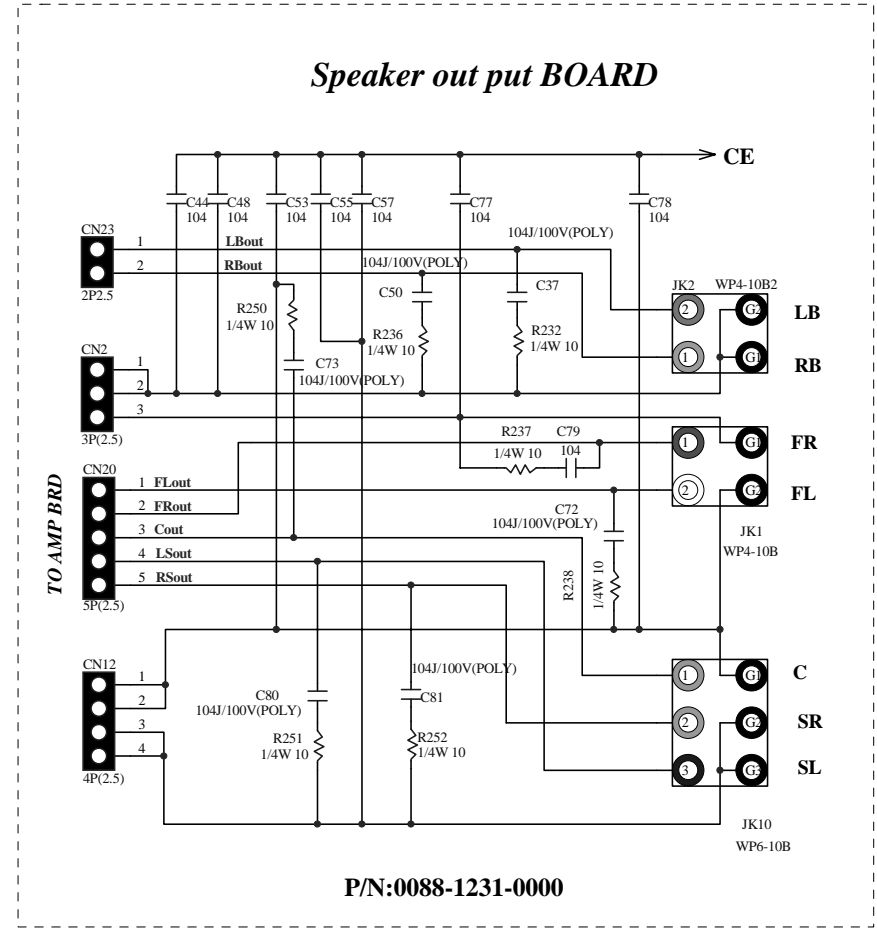 Speaker out put BOARD
CE
C44 C48 C53 C55 C57 C77 C78
104 104 104 104 104 104 104
CN23
1 LBout
2 RBout
2P2.5
104J/100V(POLY)
104J/100V(POLY)
C50
C37
JK2
WP4-10B2
2 G2 LB
1 G1 RB
R250
1/4W 10
R236
1/4W 10
R232
1/4W 10
C73
104J/100V(POLY)
CN2
1
2
3
3P(2.5)
R237
1/4W 10
C79
104
1 G1 FR
2 G2 FL
JK1
WP4-10B
TO AMP BRD
CN20
1 FLout
2 FRout
3 Cout
4 LSout
5 RSout
5P(2.5)
C72
104J/100V(POLY)
R238
1/4W 10
CN12
1
2
3
4
4P(2.5)
C80
104J/100V(POLY)
R251
1/4W 10
104J/100V(POLY)
C81
R252
1/4W 10
1 G1 C
2 G2 SR
3 G3 SL
JK10
WP6-10B
P/N:0088-1231-0000